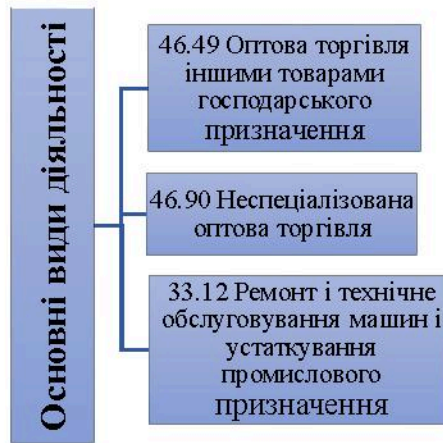 Основні види діяльності
46.49 Оптова торгівля
іншими товарами
господарського
призначення
46.90 Неспеціалізована
оптова торгівля
33.12 Ремонт і технічне
обслуговування машин і
устаткування
промислового
призначення